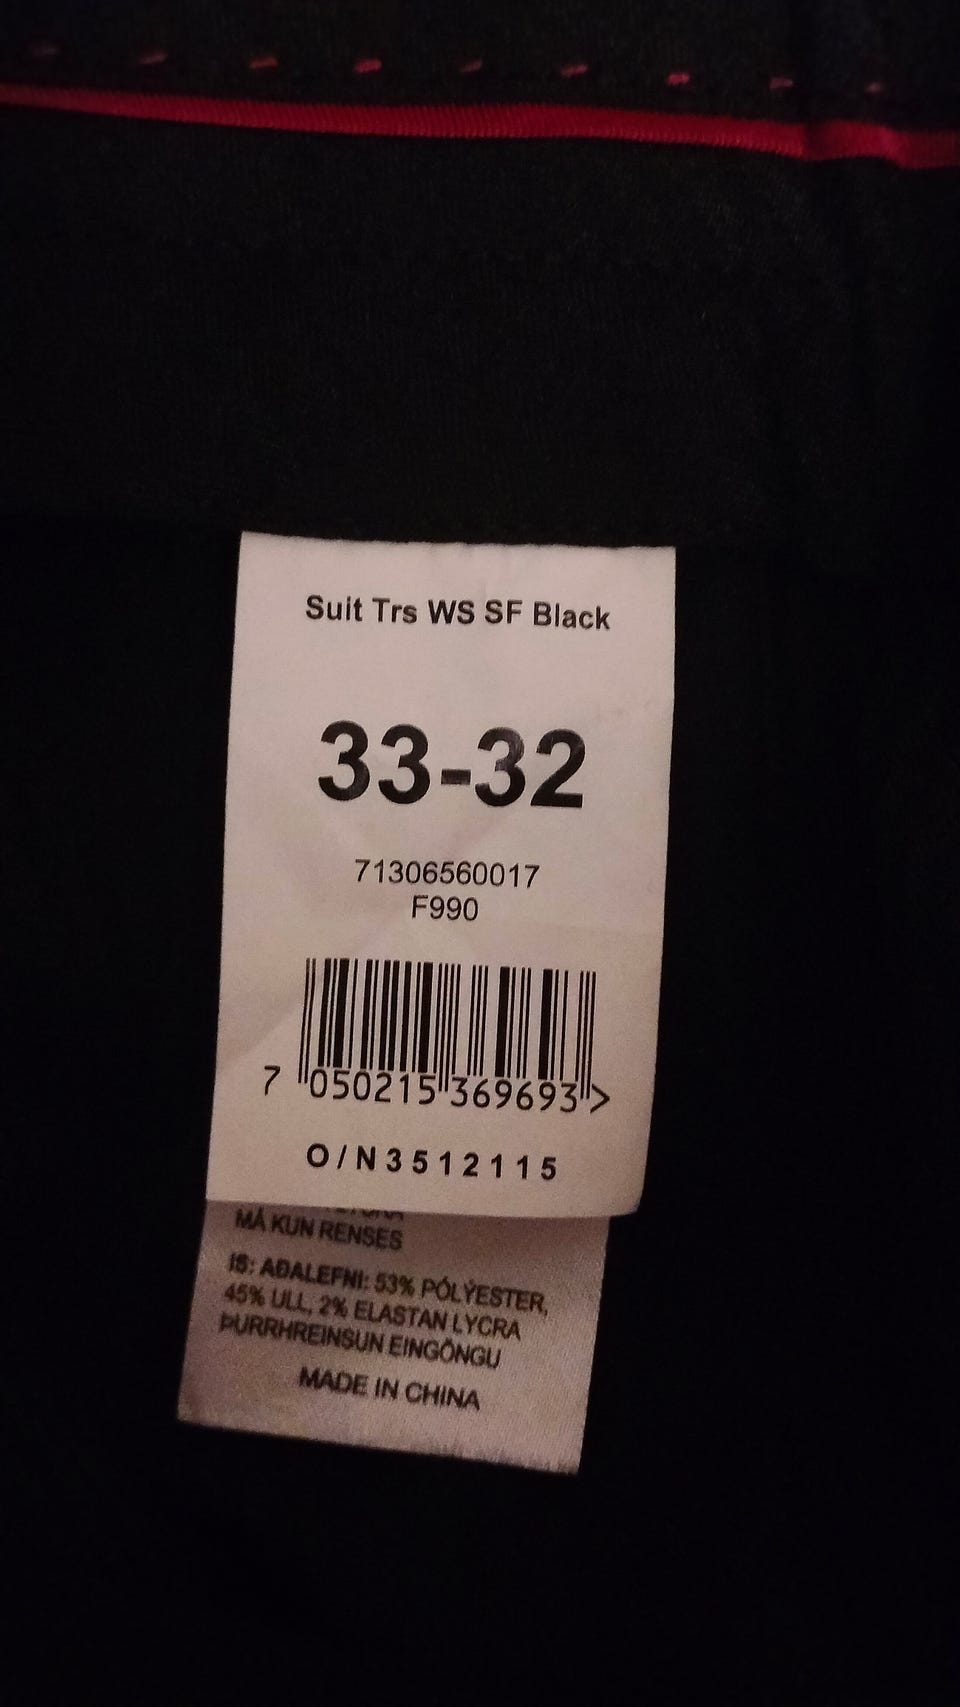 Suit Trs WS SF Black
33-32
71306560017
F990
7 050215 369693 >
O/N3512115
MÅ KUN RENSES
IS: AÐALEFNI: 53% PÓLÝESTER,
45% ULL, 2% ELASTAN LYCRA
ÞURRHREINSUN EINGÖNGU
MADE IN CHINA